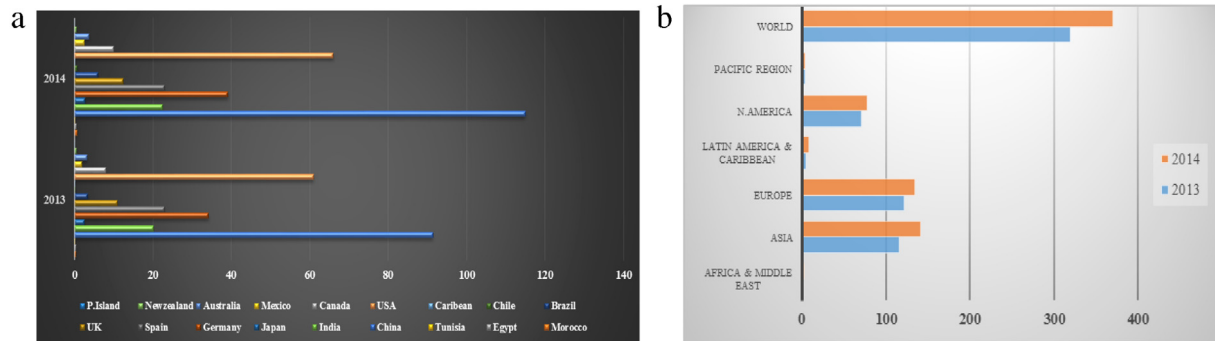 a
2014
2013
0 20 40 60 80 100 120 140
P.Island Newzealand Australia Mexico Canada USA Caribean Chile Brazil
UK Spain Germany Japan India China Tunisia Egypt Morocco
b
WORLD
PACIFIC REGION
N.AMERICA
LATIN AMERICA &
CARIBBEAN
EUROPE
ASIA
AFRICA & MIDDLE
EAST
0 100 200 300 400
2014
2013